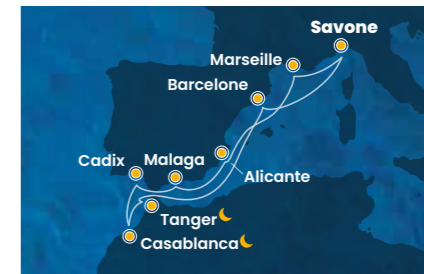 Savone
Marseille
Barcelone
Cadix
Malaga
Alicante
Tanger
Casablanca